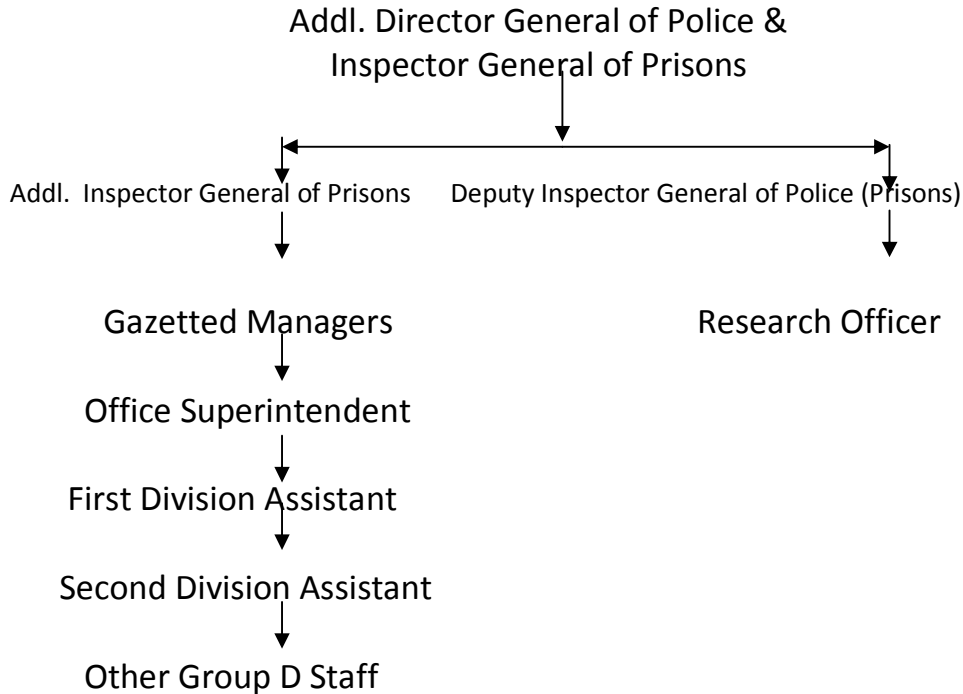 Addl. Director General of Police &
Inspector General of Prisons
Addl.  Inspector General of Prisons
Deputy Inspector General of Police (Prisons)
Gazetted Managers
Research Officer
Office Superintendent
First Division Assistant
Second Division Assistant
Other Group D Staff